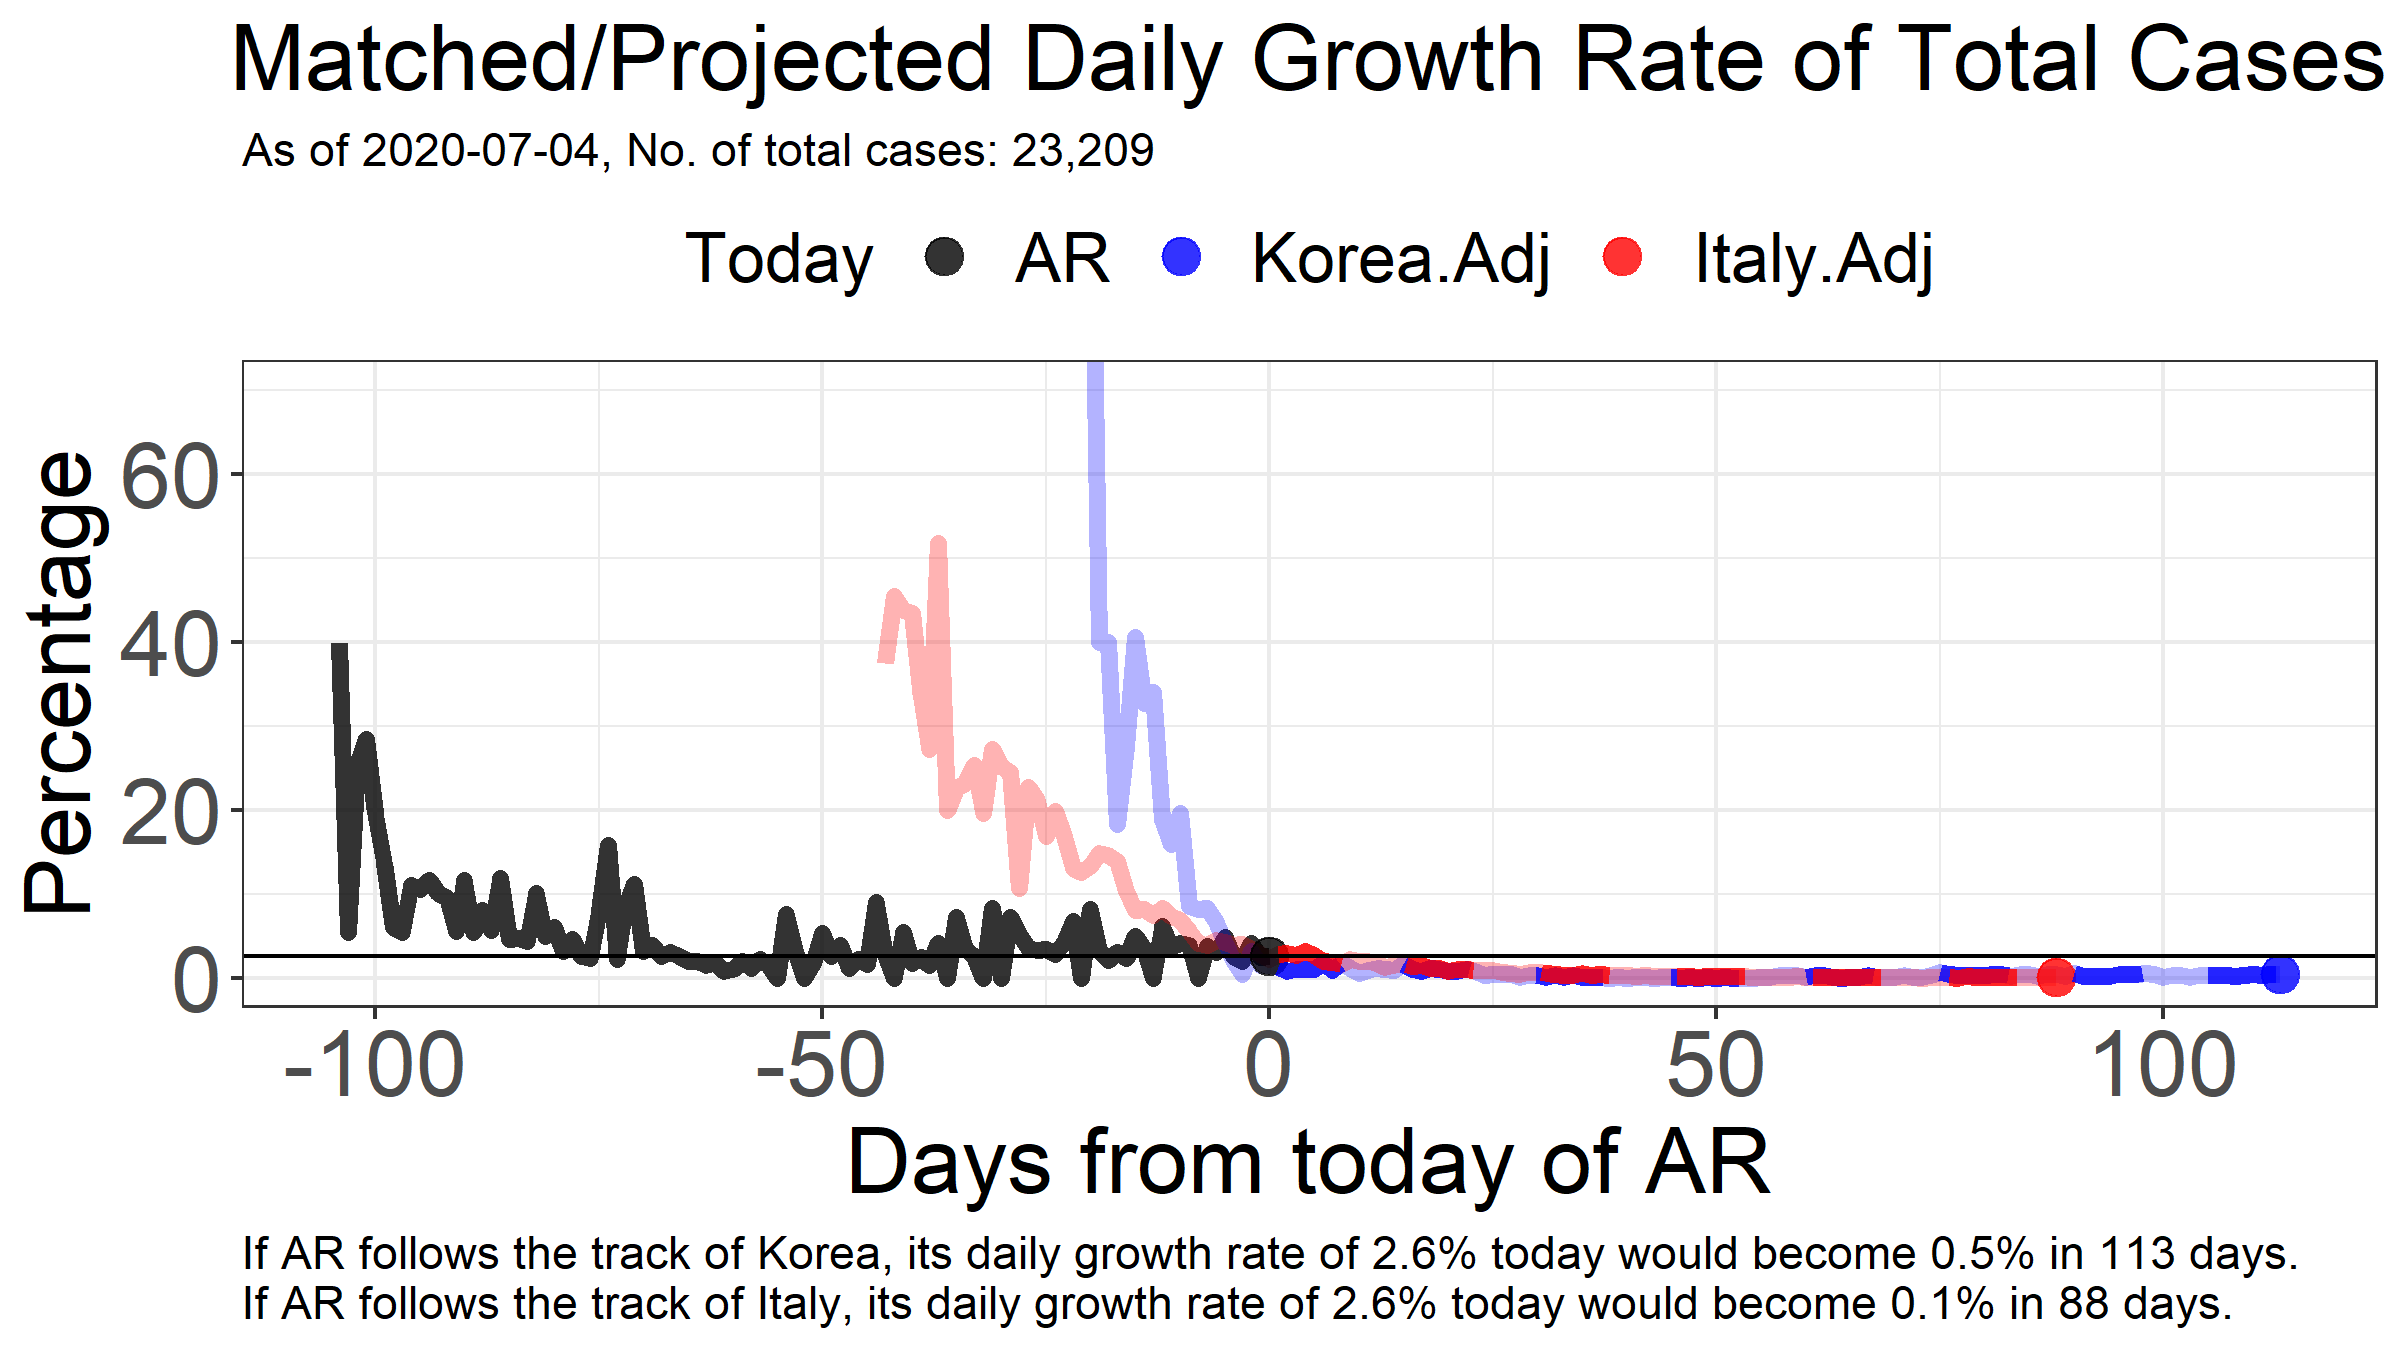 Matched/Projected Daily Growth Rate of Total Cases
As of 2020-07-04, No. of total cases: 23,209
Today AR Korea.Adj Italy.Adj
Percentage
60
40
20
0
-100 -50 0 50 100
Days from today of AR
If AR follows the track of Korea, its daily growth rate of 2.6% today would become 0.5% in 113 days.
If AR follows the track of Italy, its daily growth rate of 2.6% today would become 0.1% in 88 days.